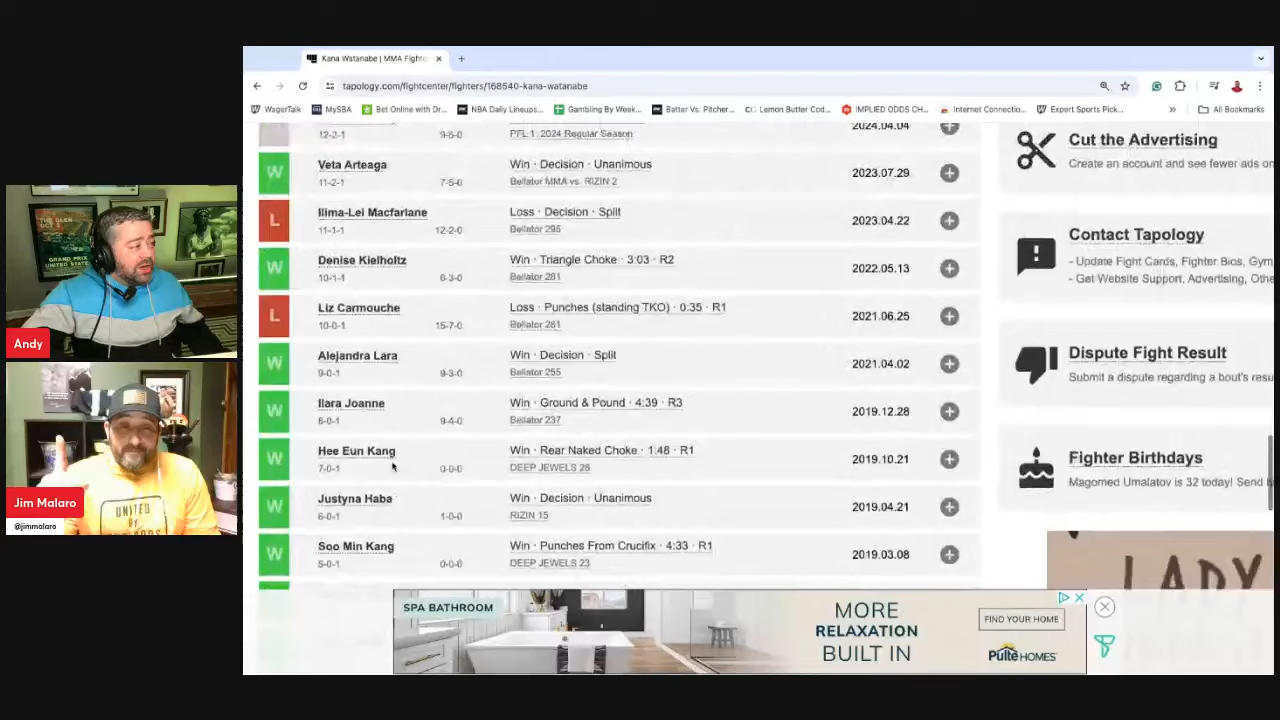 Kana Watanabe | MMA Fighte
tapology.com/fightcenter/fighters/168540-kana-watanabe
WagerTalk
MySBA
Bet Online with Dr...
NBA Daily Lineups...
Gambling By Week...
Batter Vs. Pitcher...
Lemon Butter Cod...
IMPLIED ODDS CH...
Internet Connectio...
Expert Sports Pick...
All Bookmarks
12-2-1 PFL 1: 2024 Regular Season 2024.04.04
W Veta Arteaga Win · Decision · Unanimous 2023.07.29
11-2-1 7-5-0 Bellator MMA vs. RIZIN 2
L Ilima-Lei Macfarlane Loss · Decision · Split 2023.04.22
11-1-1 12-2-0 Bellator 295
W Denise Kielholtz Win · Triangle Choke · 3:03 · R2 2022.05.13
10-1-1 6-3-0 Bellator 281
L Liz Carmouche Loss · Punches (standing TKO) · 0:35 · R1 2021.06.25
10-0-1 15-7-0 Bellator 261
W Alejandra Lara Win · Decision · Split 2021.04.02
9-0-1 9-3-0 Bellator 255
W Ilara Joanne Win · Ground & Pound · 4:39 · R3 2019.12.28
9-4-0 Bellator 237
W Hee Eun Kang Win · Rear Naked Choke · 1:48 · R1 2019.10.21
7-0-1 0-0-0 DEEP JEWELS 26
W Justyna Haba Win · Decision · Unanimous 2019.04.21
6-0-1 1-0-0 RIZIN 15
W Soo Min Kang Win · Punches From Crucifix · 4:33 · R1 2019.03.08
5-0-1 0-0-0 DEEP JEWELS 23
Cut the Advertising
Create an account and see fewer ads on
Contact Tapology
- Update Fight Cards, Fighter Bios, Gym
- Get Website Support, Advertising, Othe
Dispute Fight Result
Submit a dispute regarding a bout's resu
Fighter Birthdays
Magomed Umalatov is 32 today! Send h
LADY
SPA BATHROOM
MORE
RELAXATION
BUILT IN
FIND YOUR HOME
Pulte HOMES
THE GLEN
OCT
GRAND PRIX
UNITED STATES
Andy
UNITED
BY
Jim Malaro
@jimmalaro